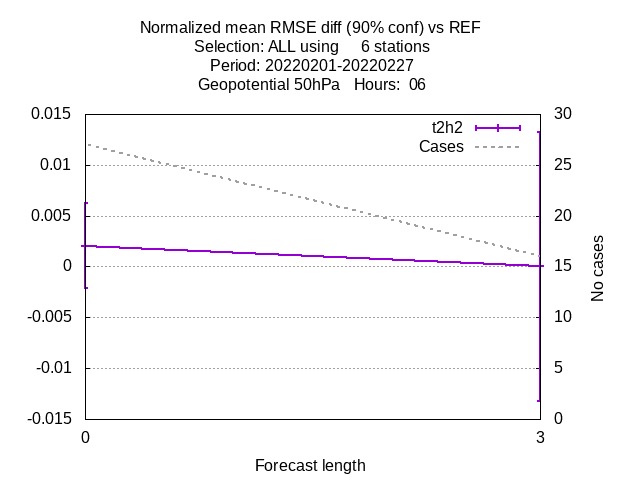 Normalized mean RMSE diff (90% conf) vs REF
Selection: ALL using     6 stations
Period: 20220201-20220227
Geopotential 50hPa   Hours:  06
0.015
0.01
0.005
0
-0.005
-0.01
-0.015
30
25
20
15
10
5
0
t2h2
Cases
No cases
0
3
Forecast length